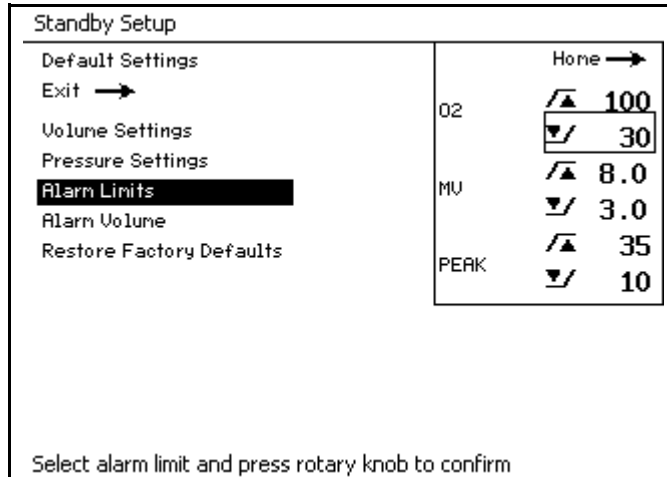 Standby Setup
Default Settings
Exit
Volume Settings
Pressure Settings
Alarm Limits
Alarm Volume
Restore Factory Defaults
Home
O2
100
30
MV
8.0
3.0
PEAK
35
10
Select alarm limit and press rotary knob to confirm